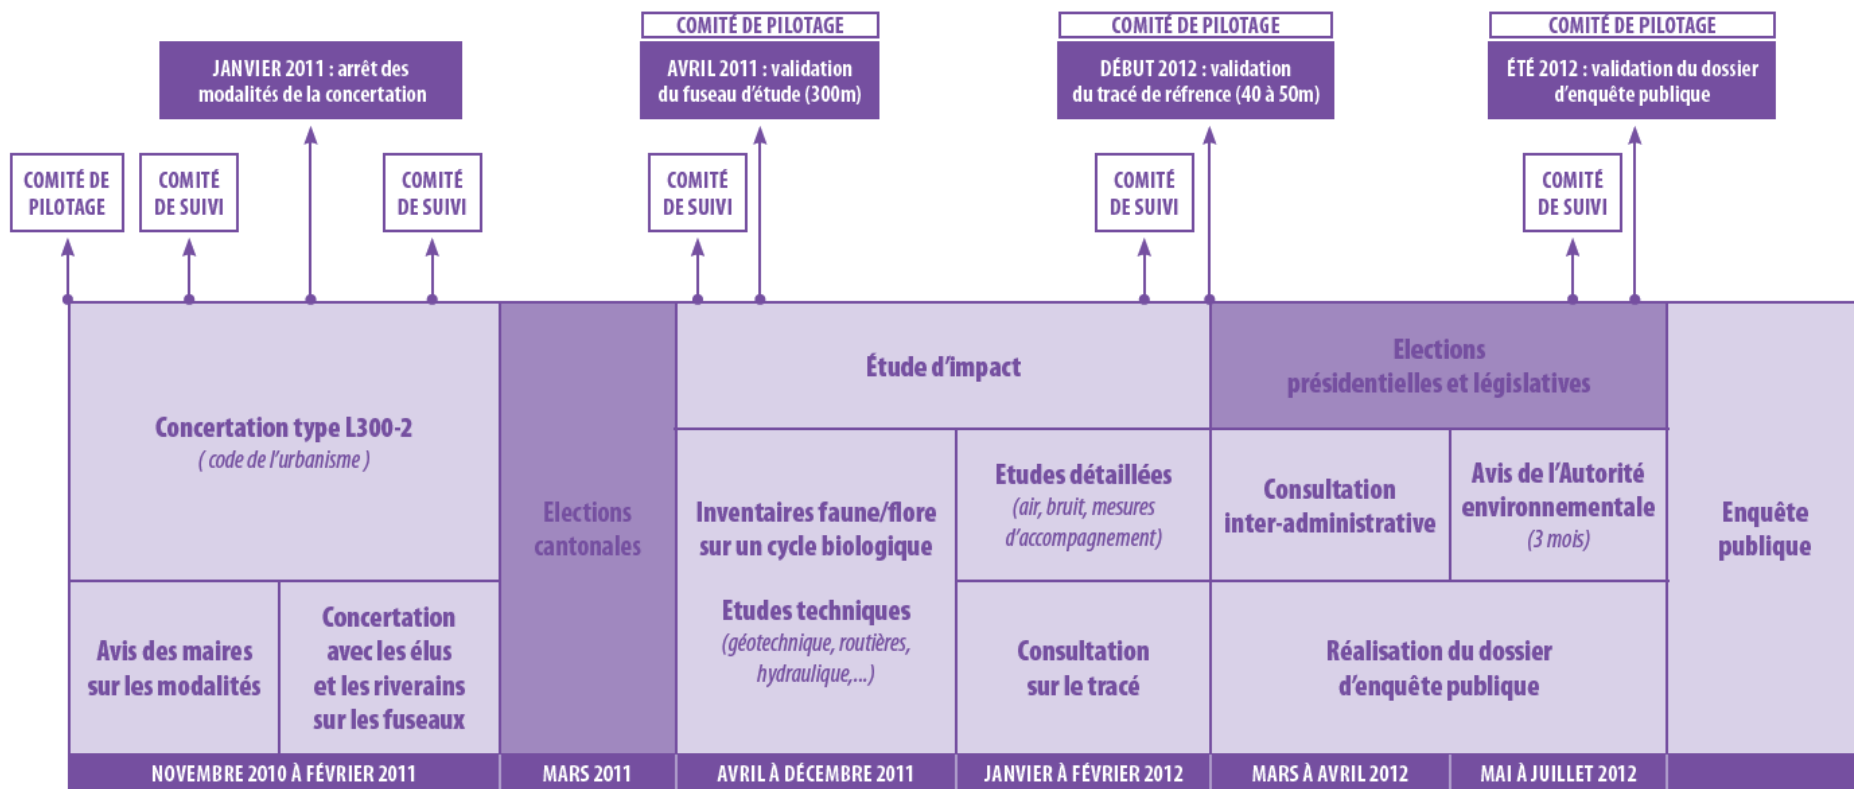 COMITÉ DE PILOTAGE
COMITÉ DE PILOTAGE
COMITÉ DE PILOTAGE
JANVIER 2011 : arrêt des
modalités de la concertation
AVRIL 2011 : validation
du fuseau d’étude (300m)
DÉBUT 2012 : validation
du tracé de réfrence (40 à 50m)
ÉTÉ 2012 : validation du dossier
d’enquête publique
COMITÉ DE
PILOTAGE
COMITÉ
DE SUIVI
COMITÉ
DE SUIVI
COMITÉ
DE SUIVI
COMITÉ
DE SUIVI
COMITÉ
DE SUIVI
Concertation type L300-2
( code de l’urbanisme )
Avis des maires
sur les modalités
Concertation
avec les élus
et les riverains
sur les fuseaux
Elections
cantonales
Étude d’impact
Inventaires faune/flore
sur un cycle biologique
Etudes techniques
(géotechnique, routières,
hydraulique,...)
Etudes détaillées
(air, bruit, mesures
d’accompagnement)
Consultation
sur le tracé
Elections
présidentielles et législatives
Consultation
inter-administrative
Avis de l’Autorité
environnementale
(3 mois)
Réalisation du dossier
d’enquête publique
Enquête
publique
NOVEMBRE 2010 À FÉVRIER 2011
MARS 2011
AVRIL À DÉCEMBRE 2011
JANVIER À FÉVRIER 2012
MARS À AVRIL 2012
MAI À JUILLET 2012